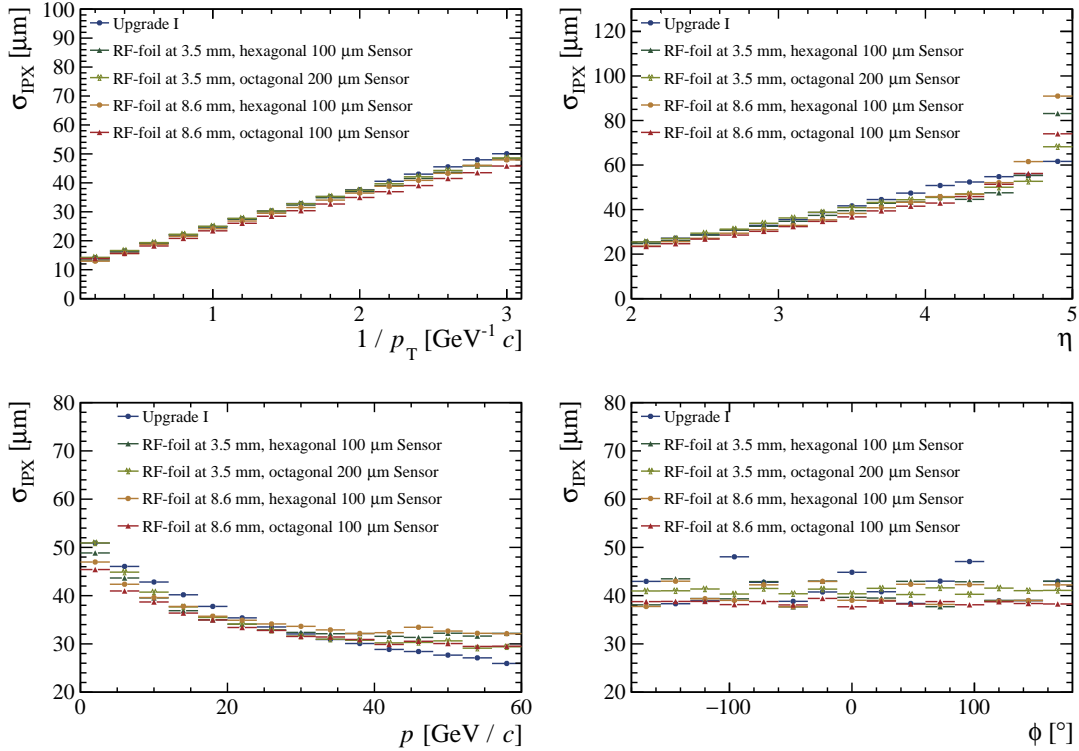 σIPX [μm]
100
90
80
70
60
50
40
30
20
10
0
Upgrade I
RF-foil at 3.5 mm, hexagonal 100 μm Sensor
RF-foil at 3.5 mm, octagonal 200 μm Sensor
RF-foil at 8.6 mm, hexagonal 100 μm Sensor
RF-foil at 8.6 mm, octagonal 100 μm Sensor
1 2 3
1 / pT [GeV-1 c]
σIPX [μm]
120
100
80
60
40
20
0
Upgrade I
RF-foil at 3.5 mm, hexagonal 100 μm Sensor
RF-foil at 3.5 mm, octagonal 200 μm Sensor
RF-foil at 8.6 mm, hexagonal 100 μm Sensor
RF-foil at 8.6 mm, octagonal 100 μm Sensor
2 3 4 5
η
σIPX [μm]
80
70
60
50
40
30
20
Upgrade I
RF-foil at 3.5 mm, hexagonal 100 μm Sensor
RF-foil at 3.5 mm, octagonal 200 μm Sensor
RF-foil at 8.6 mm, hexagonal 100 μm Sensor
RF-foil at 8.6 mm, octagonal 100 μm Sensor
0 20 40 60
p [GeV / c]
σIPX [μm]
80
70
60
50
40
30
20
Upgrade I
RF-foil at 3.5 mm, hexagonal 100 μm Sensor
RF-foil at 3.5 mm, octagonal 200 μm Sensor
RF-foil at 8.6 mm, hexagonal 100 μm Sensor
RF-foil at 8.6 mm, octagonal 100 μm Sensor
−100 0 100
ϕ [°]